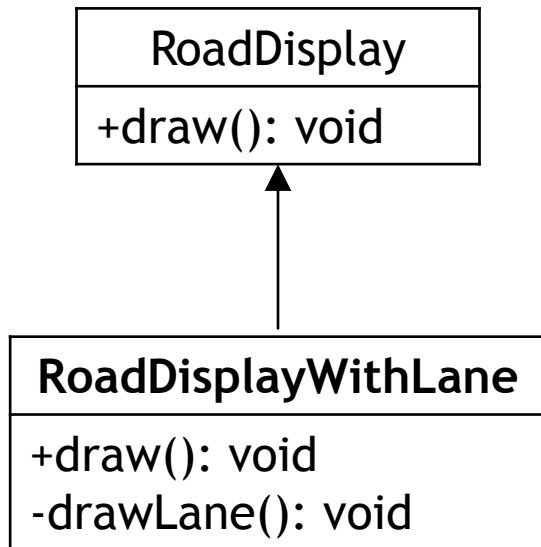 RoadDisplay
+draw(): void
RoadDisplayWithLane
+draw(): void
-drawLane(): void